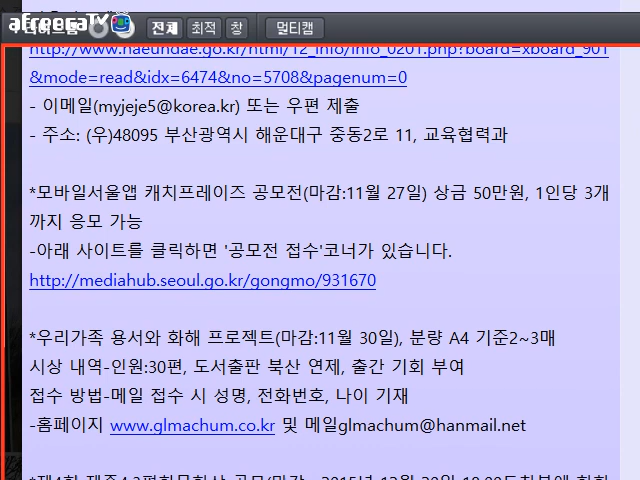 afreecaTV
전체 최적 창 멀티캠
http://www.haeundae.go.kr/html/12_info/info_0201.php?board=xboard_901
&mode=read&idx=6474&no=5708&pagenum=0
- 이메일(myjeje5@korea.kr) 또는 우편 제출
- 주소: (우)48095 부산광역시 해운대구 중동2로 11, 교육협력과
*모바일서울앱 캐치프레이즈 공모전(마감:11월 27일) 상금 50만원, 1인당 3개
까지 응모 가능
-아래 사이트를 클릭하면 '공모전 접수'코너가 있습니다.
http://mediahub.seoul.go.kr/gongmo/931670
*우리가족 용서와 화해 프로젝트(마감:11월 30일), 분량 A4 기준2~3매
시상 내역-인원:30편, 도서출판 북산 연제, 출간 기회 부여
접수 방법-메일 접수 시 성명, 전화번호, 나이 기재
-홈페이지 www.glmachum.co.kr 및 메일glmachum@hanmail.net